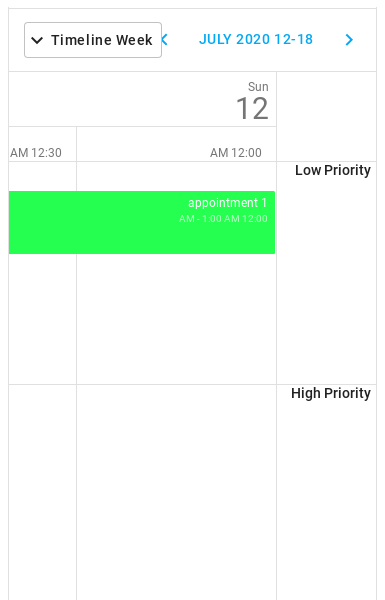 Timeline Week
JULY 2020 12-18
Sun
12
AM 12:30
AM 12:00
Low Priority
appointment 1
AM - 1:00 AM 12:00
High Priority